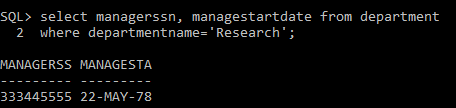 SQL> select managerssn, managestartdate from department
  2  where departmentname='Research';
MANAGERSS MANAGESTA
--------- ---------
333445555 22-MAY-78